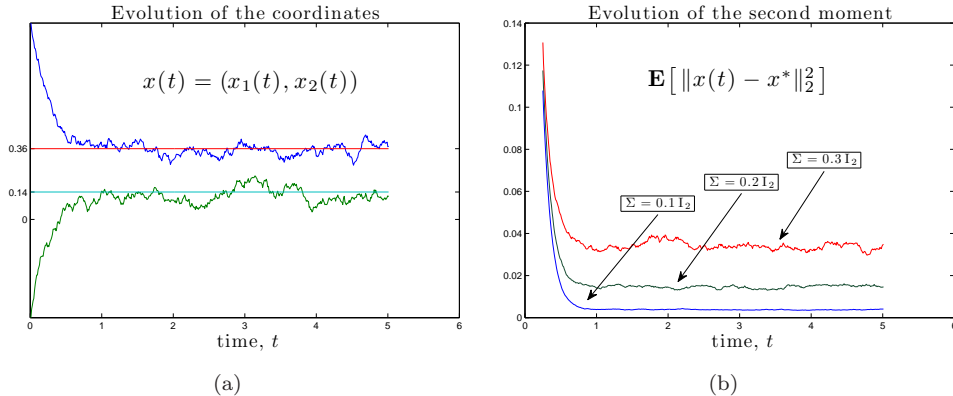 Evolution of the coordinates
x(t) = (x₁(t), x₂(t))
0.36
0.14
0
0 1 2 3 4 5 6
time, t
(a)
Evolution of the second moment
E[‖x(t) − x*‖₂²]
0.14
0.12
0.1
0.08
0.06
0.04
0.02
0
Σ = 0.3 I₂
Σ = 0.2 I₂
Σ = 0.1 I₂
0 1 2 3 4 5 6
time, t
(b)